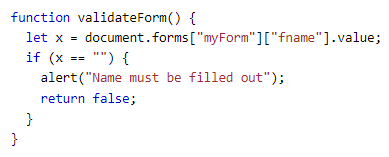 function validateForm() {
  let x = document.forms["myForm"]["fname"].value;
  if (x == "") {
    alert("Name must be filled out");
    return false;
  }
}